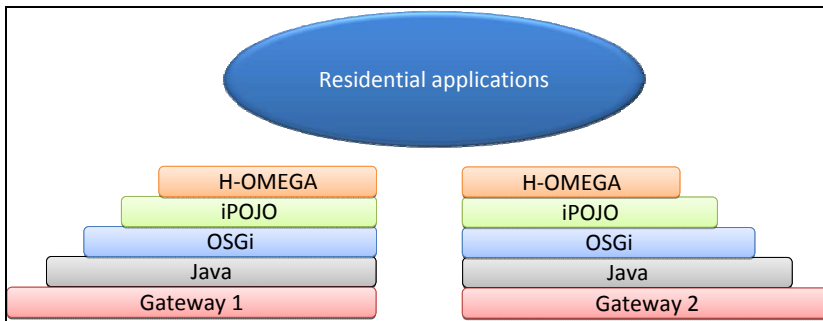 Residential applications
H-OMEGA
iPOJO
OSGi
Java
Gateway 1
H-OMEGA
iPOJO
OSGi
Java
Gateway 2